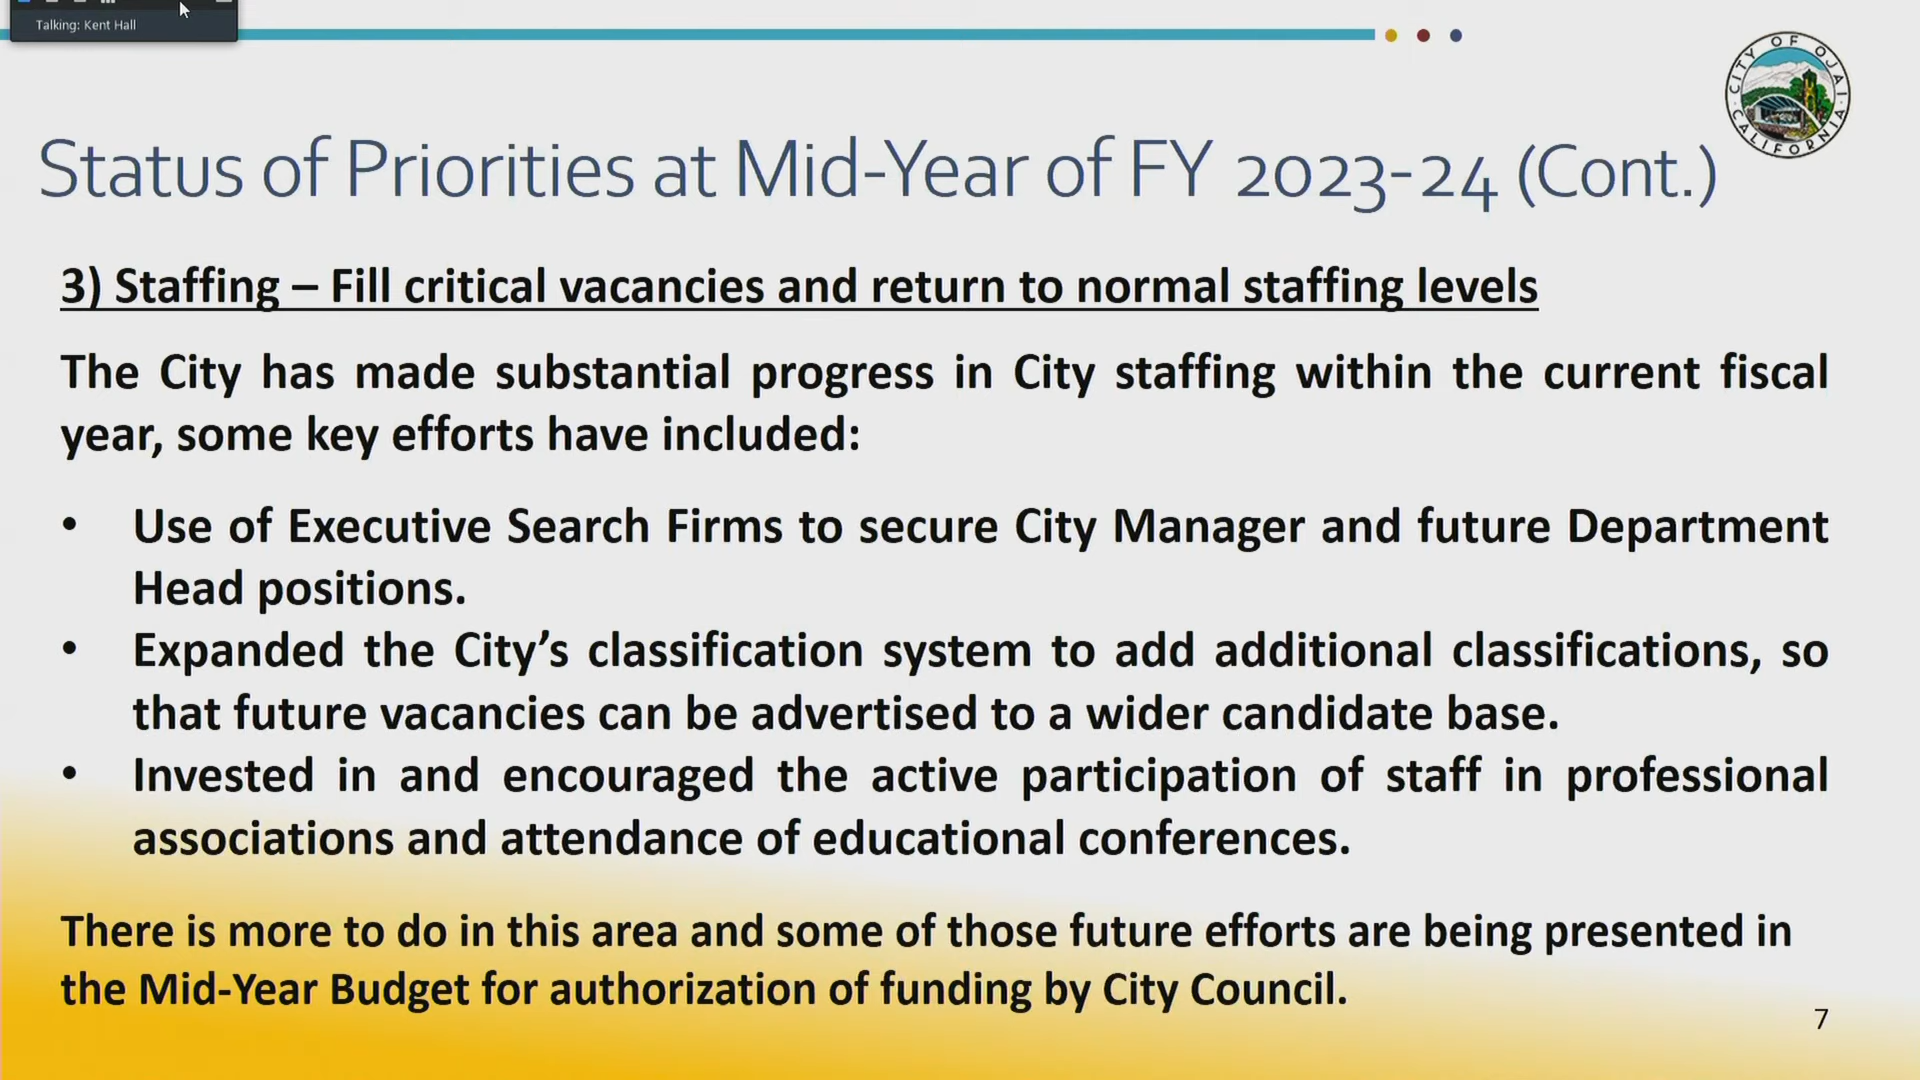 Talking: Kent Hall
CITY OF OJAI
CALIFORNIA
Status of Priorities at Mid-Year of FY 2023-24 (Cont.)
3) Staffing – Fill critical vacancies and return to normal staffing levels
The City has made substantial progress in City staffing within the current fiscal
year, some key efforts have included:
• Use of Executive Search Firms to secure City Manager and future Department
Head positions.
• Expanded the City’s classification system to add additional classifications, so
that future vacancies can be advertised to a wider candidate base.
• Invested in and encouraged the active participation of staff in professional
associations and attendance of educational conferences.
There is more to do in this area and some of those future efforts are being presented in
the Mid-Year Budget for authorization of funding by City Council.
7